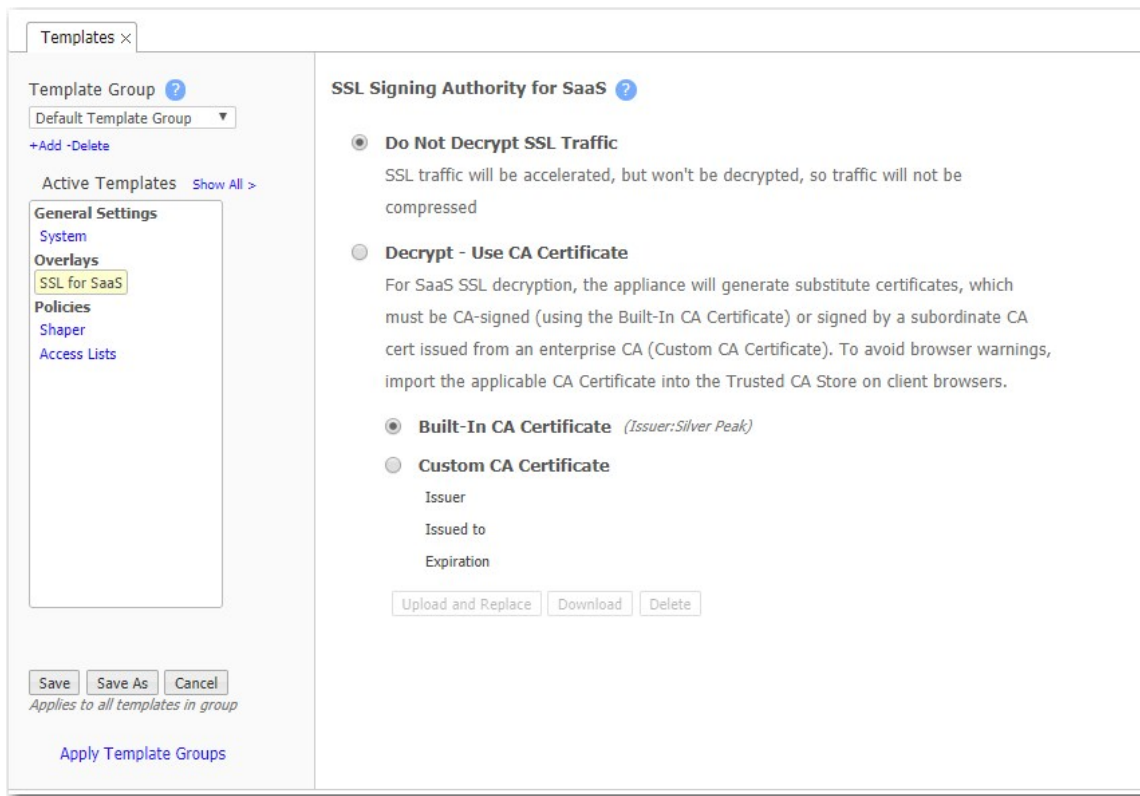 Templates ×
Template Group ?
Default Template Group ▼
+Add -Delete
Active Templates Show All >
General Settings
System
Overlays
SSL for SaaS
Policies
Shaper
Access Lists
Save Save As Cancel
Applies to all templates in group
Apply Template Groups
SSL Signing Authority for SaaS ?
Do Not Decrypt SSL Traffic
SSL traffic will be accelerated, but won't be decrypted, so traffic will not be
compressed
Decrypt - Use CA Certificate
For SaaS SSL decryption, the appliance will generate substitute certificates, which
must be CA-signed (using the Built-In CA Certificate) or signed by a subordinate CA
cert issued from an enterprise CA (Custom CA Certificate). To avoid browser warnings,
import the applicable CA Certificate into the Trusted CA Store on client browsers.
Built-In CA Certificate (Issuer:Silver Peak)
Custom CA Certificate
Issuer
Issued to
Expiration
Upload and Replace Download Delete